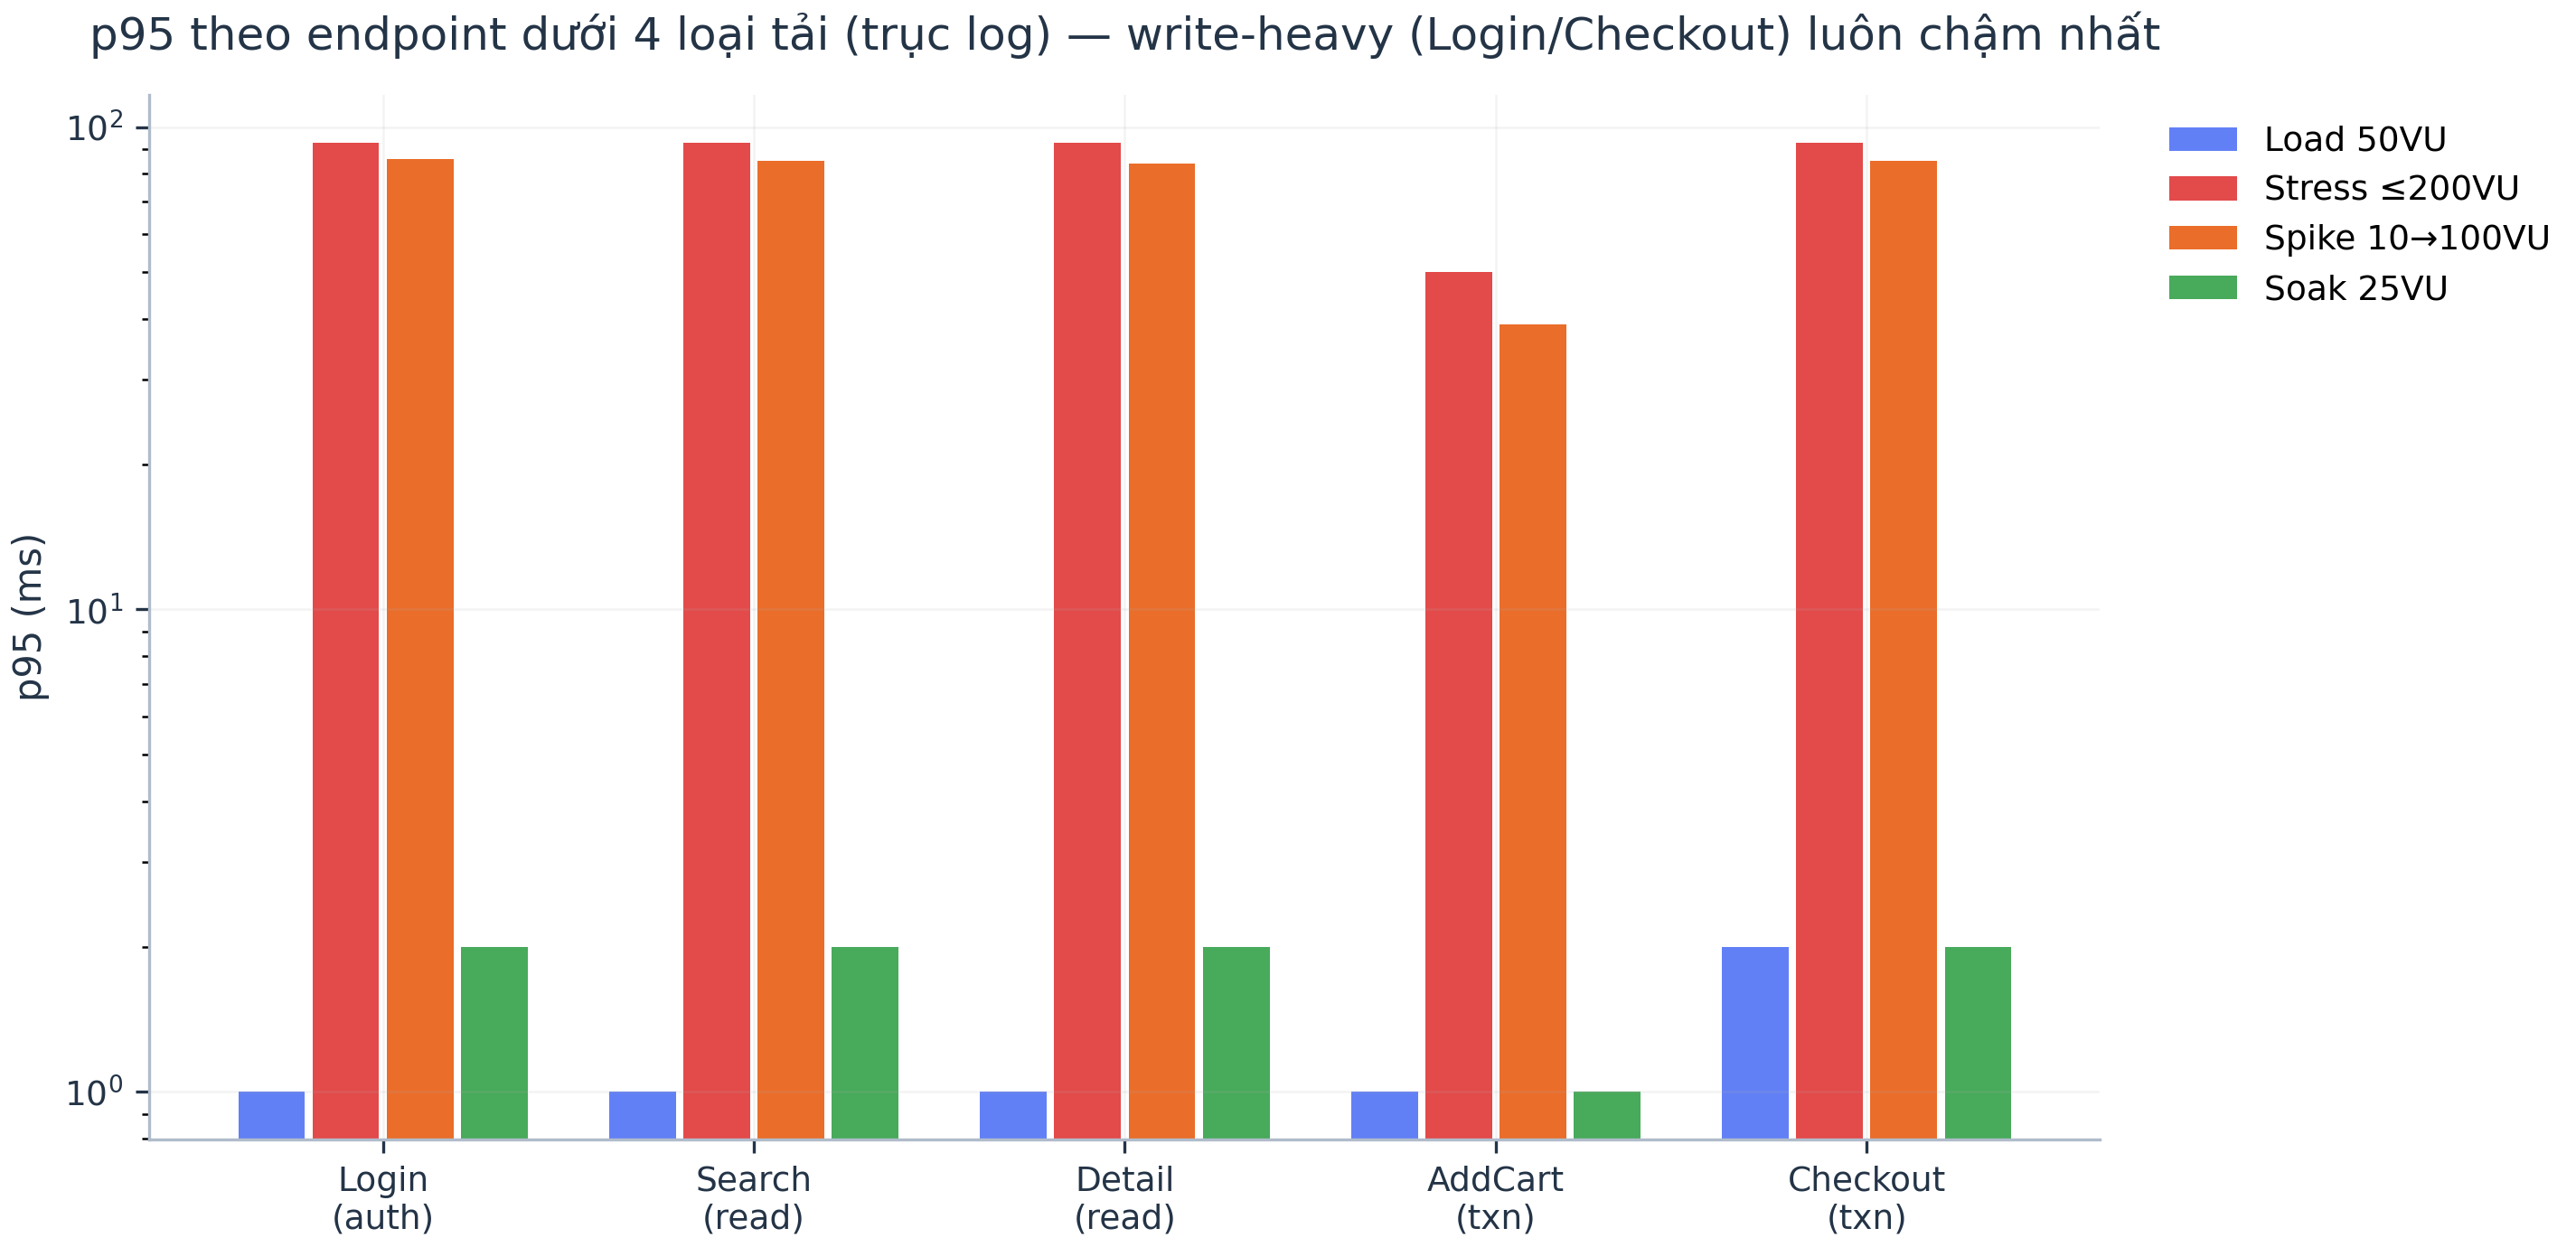 p95 theo endpoint dưới 4 loại tải (trục log) — write-heavy (Login/Checkout) luôn chậm nhất
p95 (ms)
10²
10¹
10⁰
Load 50VU
Stress ≤200VU
Spike 10→100VU
Soak 25VU
Login
(auth)
Search
(read)
Detail
(read)
AddCart
(txn)
Checkout
(txn)